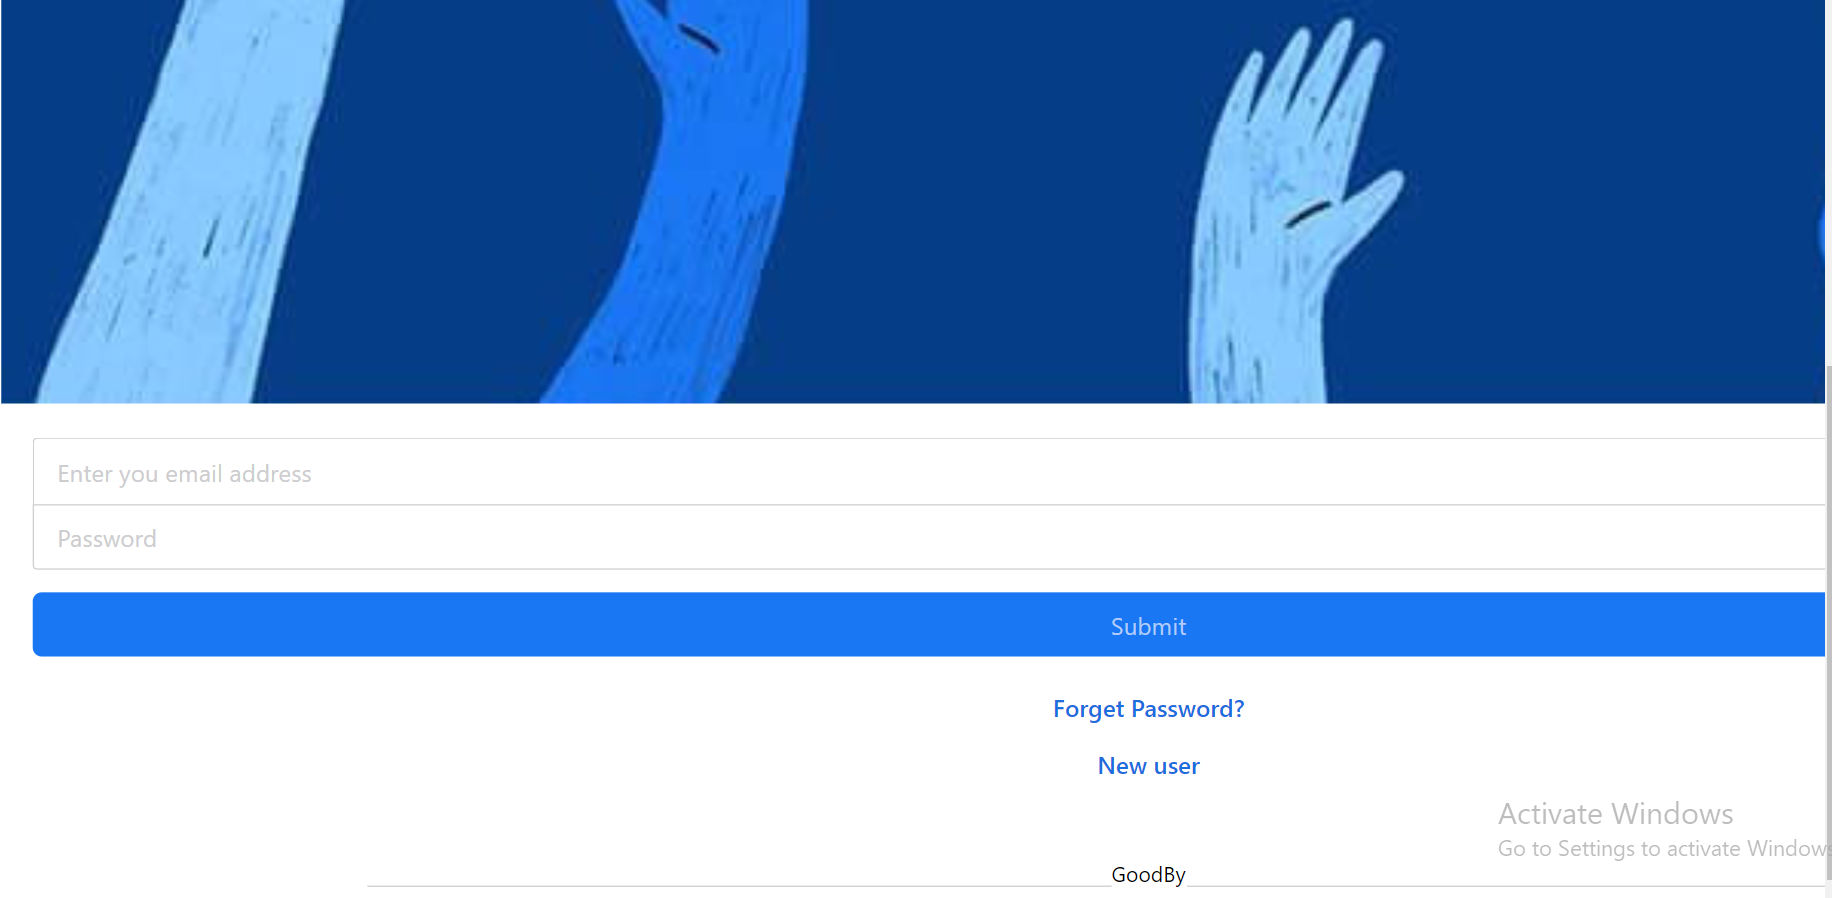 Enter you email address
Password
Submit
Forget Password?
New user
Activate Windows
Go to Settings to activate Windows
GoodBy